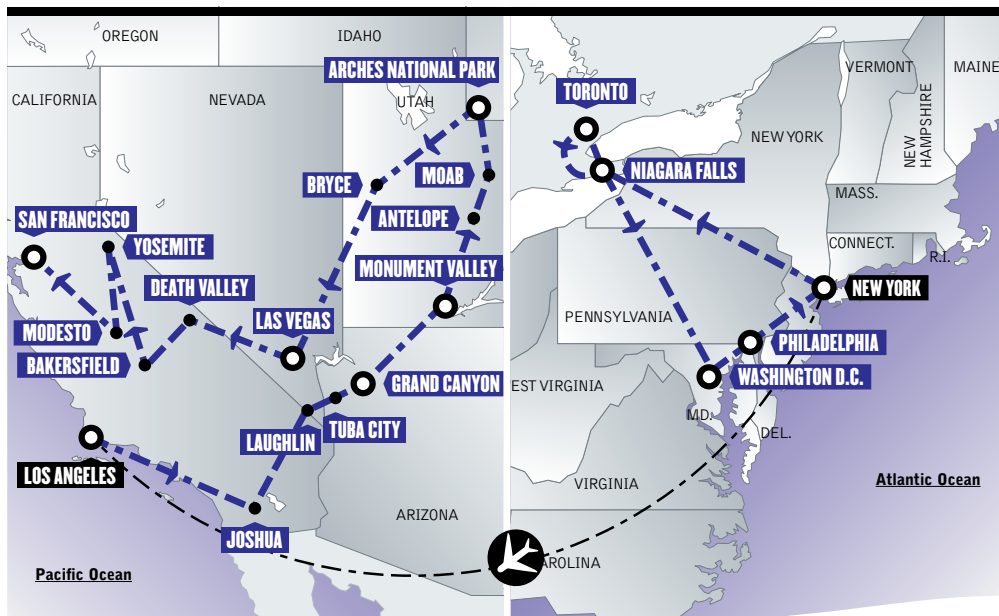 OREGON
IDAHO
ARCHES NATIONAL PARK
CALIFORNIA
NEVADA
UTAH
BRYCE
MOAB
ANTELOPE
SAN FRANCISCO
YOSEMITE
MONUMENT VALLEY
DEATH VALLEY
LAS VEGAS
MODESTO
BAKERSFIELD
GRAND CANYON
TUBA CITY
LAUGHLIN
LOS ANGELES
JOSHUA
ARIZONA
Pacific Ocean
VERMONT
MAINE
TORONTO
NEW YORK
NEW
HAMPSHIRE
NIAGARA FALLS
MASS.
CONNECT.
R.I.
NEW YORK
PENNSYLVANIA
PHILADELPHIA
WASHINGTON D.C.
EST VIRGINIA
MD.
DEL.
VIRGINIA
Atlantic Ocean
AROLINA